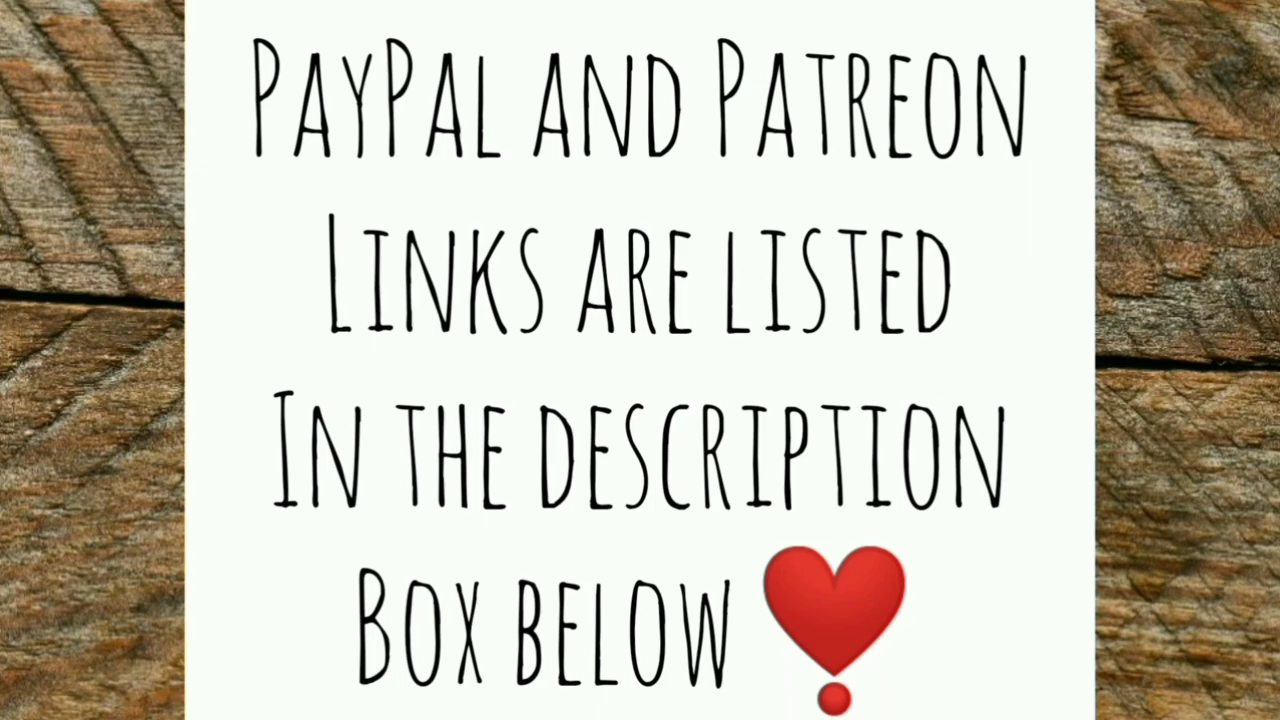 PayPal and Patreon
Links are listed
In the description
Box below ❣